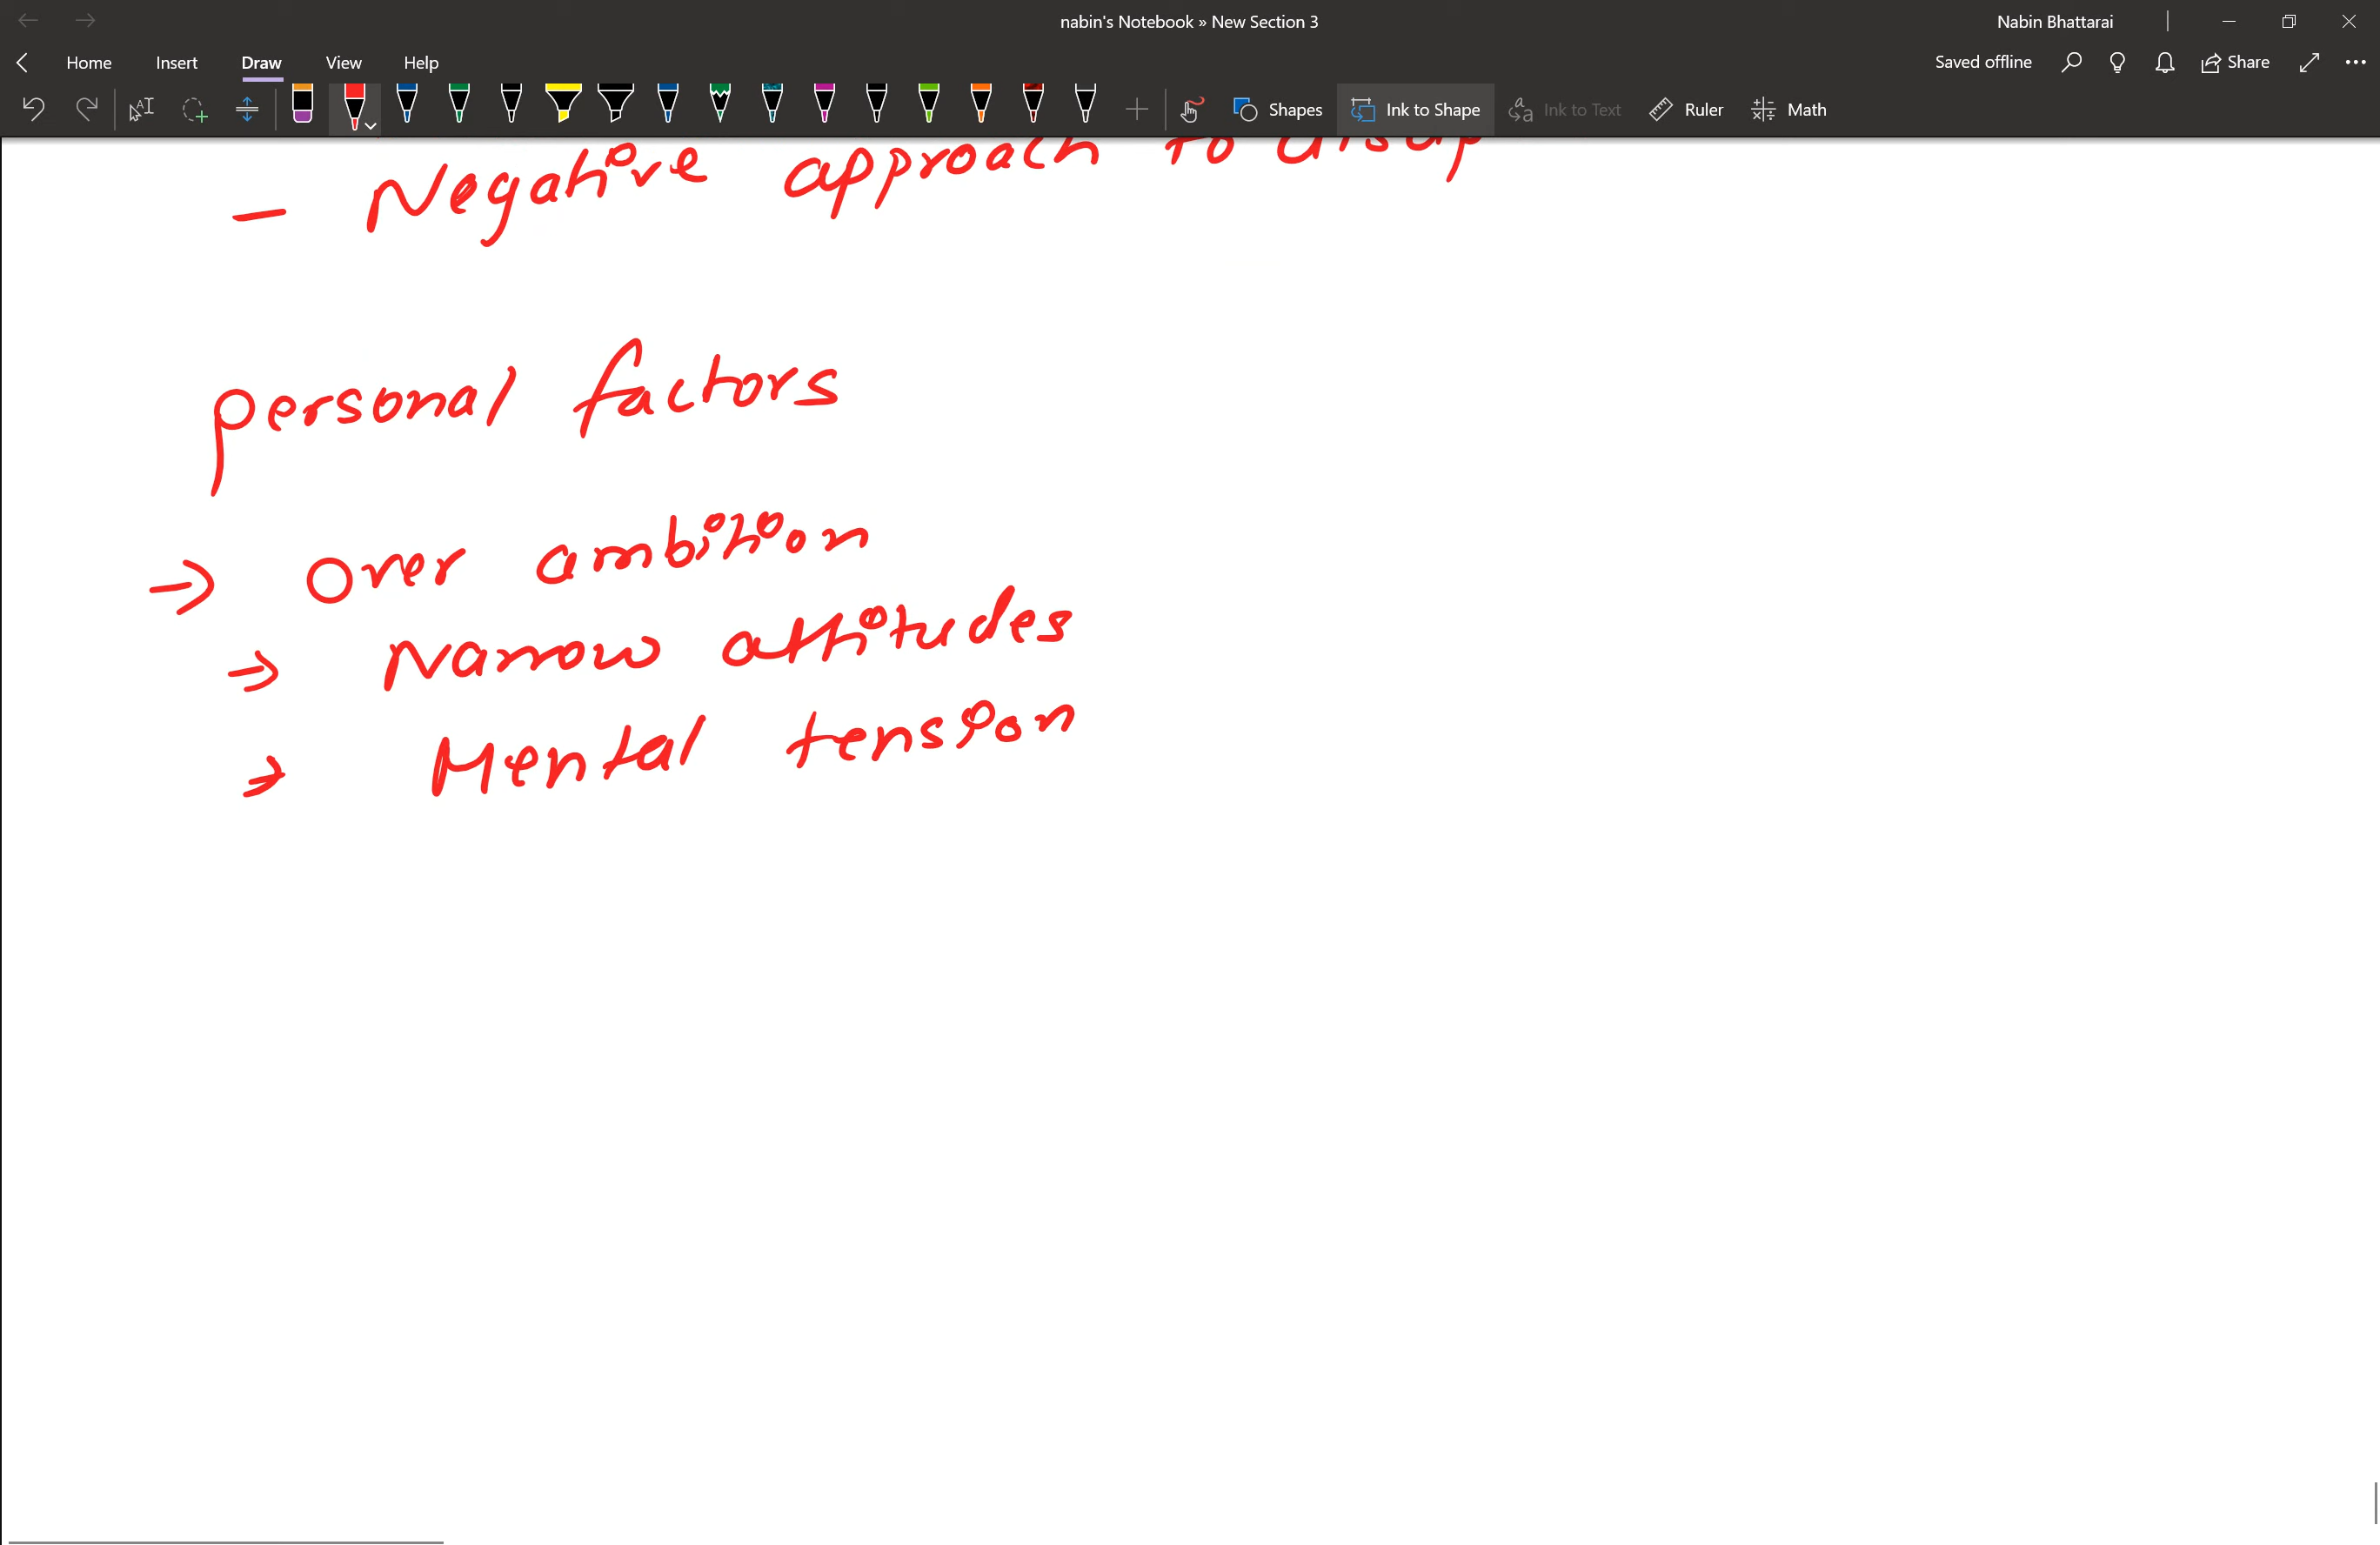 nabin's Notebook » New Section 3
Nabin Bhattarai
Home Insert Draw View Help
Saved offline
Share
Shapes Ink to Shape Ink to Text Ruler Math
- Negative approach to
personal factors
⇒ Over ambition
⇒ Narrow attitudes
⇒ Mental tension